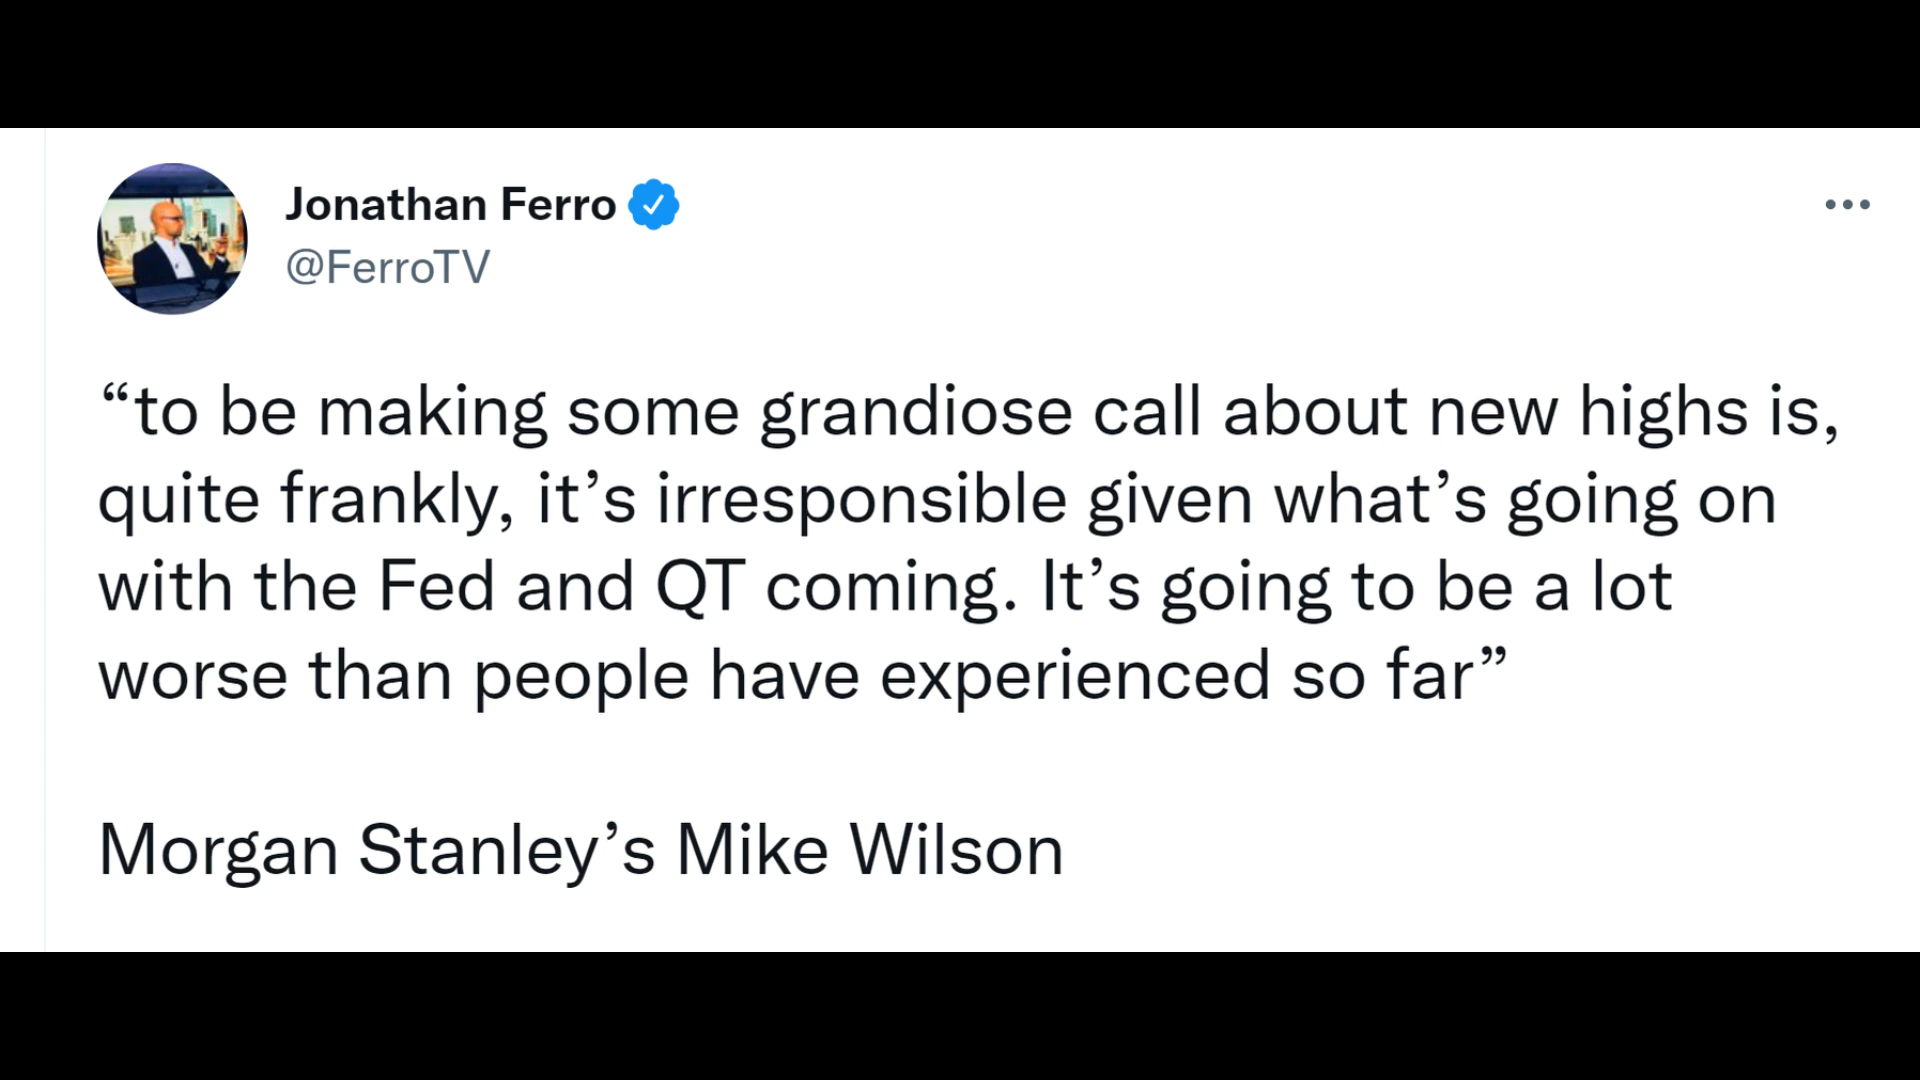 Jonathan Ferro
@FerroTV
“to be making some grandiose call about new highs is,
quite frankly, it’s irresponsible given what’s going on
with the Fed and QT coming. It’s going to be a lot
worse than people have experienced so far”
Morgan Stanley’s Mike Wilson